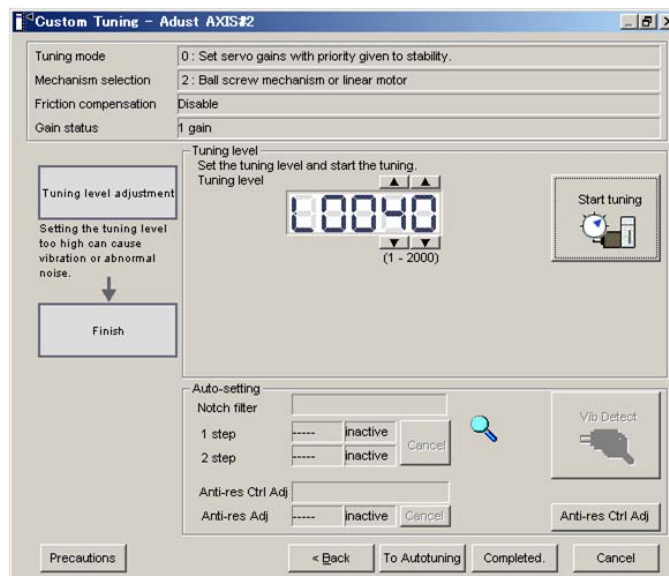 Custom Tuning - Adust AXIS#2
Tuning mode 0 : Set servo gains with priority given to stability.
Mechanism selection 2 : Ball screw mechanism or linear motor
Friction compensation Disable
Gain status 1 gain
Tuning level adjustment
Setting the tuning level
too high can cause
vibration or abnormal
noise.
Finish
Tuning level
Set the tuning level and start the tuning.
Tuning level
L0040
(1 - 2000)
Start tuning
Auto-setting
Notch filter
1 step ----- inactive
2 step ----- inactive
Cancel
Anti-res Ctrl Adj
Anti-res Adj ----- inactive Cancel
Vib Detect
Anti-res Ctrl Adj
Precautions < Back To Autotuning Completed. Cancel